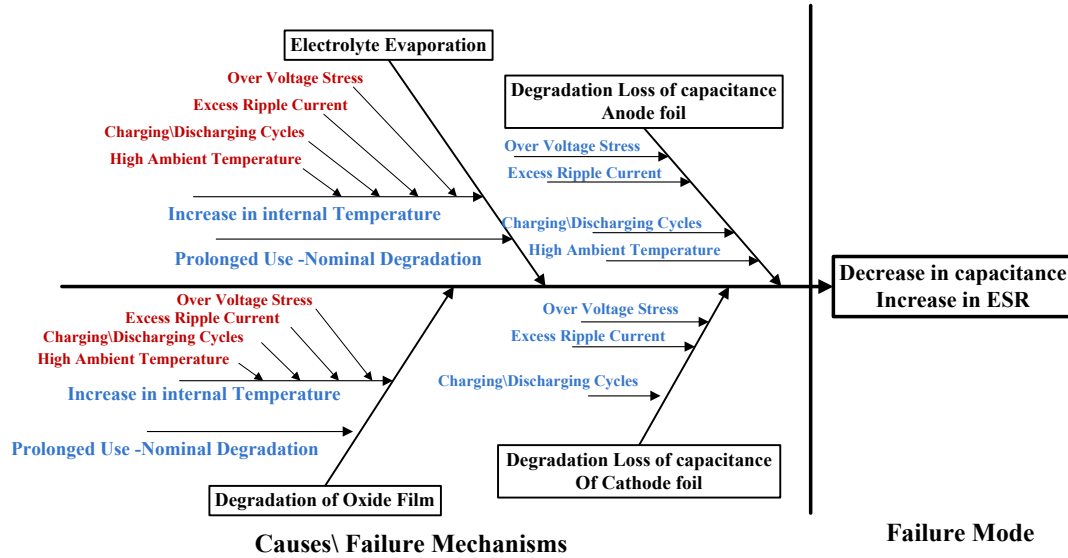 Electrolyte Evaporation
Over Voltage Stress
Excess Ripple Current
Charging\Discharging Cycles
High Ambient Temperature
Increase in internal Temperature
Prolonged Use -Nominal Degradation
Degradation Loss of capacitance
Anode foil
Over Voltage Stress
Excess Ripple Current
Charging\Discharging Cycles
High Ambient Temperature
Decrease in capacitance
Increase in ESR
Over Voltage Stress
Excess Ripple Current
Charging\Discharging Cycles
High Ambient Temperature
Increase in internal Temperature
Prolonged Use -Nominal Degradation
Degradation of Oxide Film
Over Voltage Stress
Excess Ripple Current
Charging\Discharging Cycles
Degradation Loss of capacitance
Of Cathode foil
Causes\ Failure Mechanisms
Failure Mode